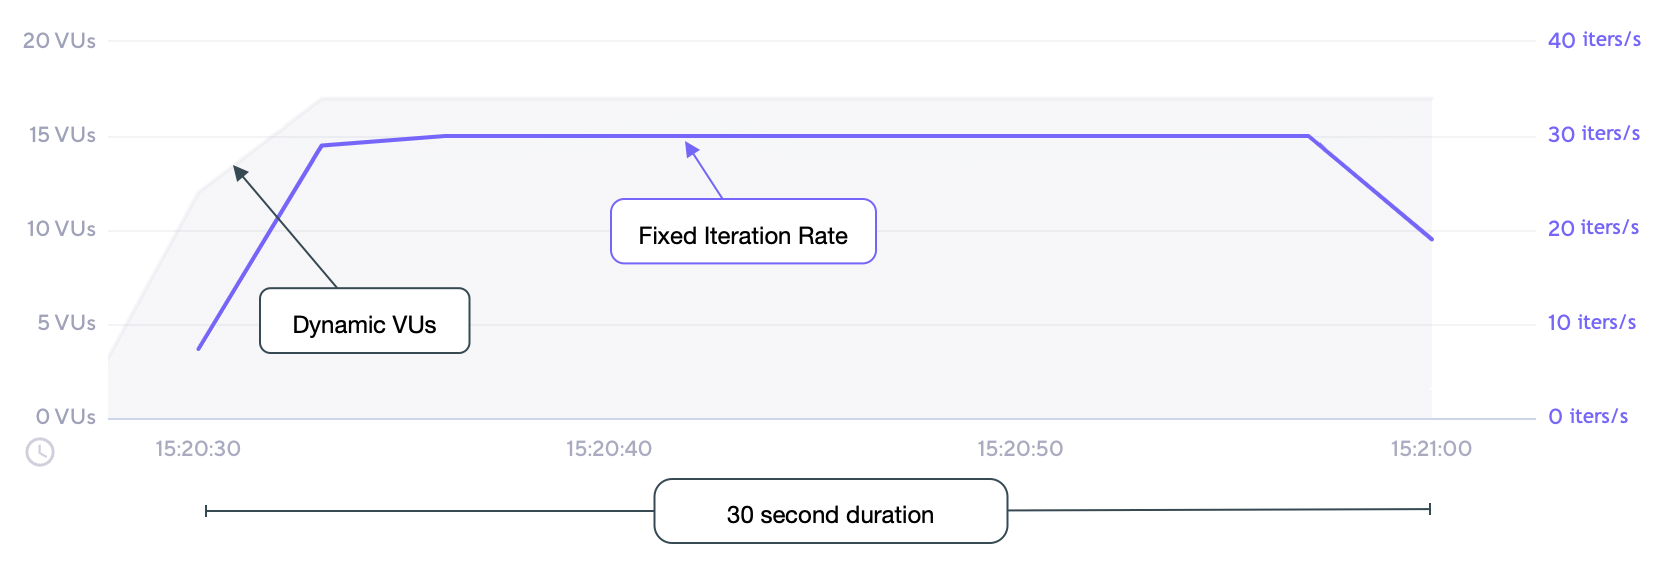 20 VUs
40 iters/s
15 VUs
30 iters/s
Fixed Iteration Rate
10 VUs
20 iters/s
Dynamic VUs
5 VUs
10 iters/s
0 VUs
0 iters/s
15:20:30
15:20:40
15:20:50
15:21:00
30 second duration